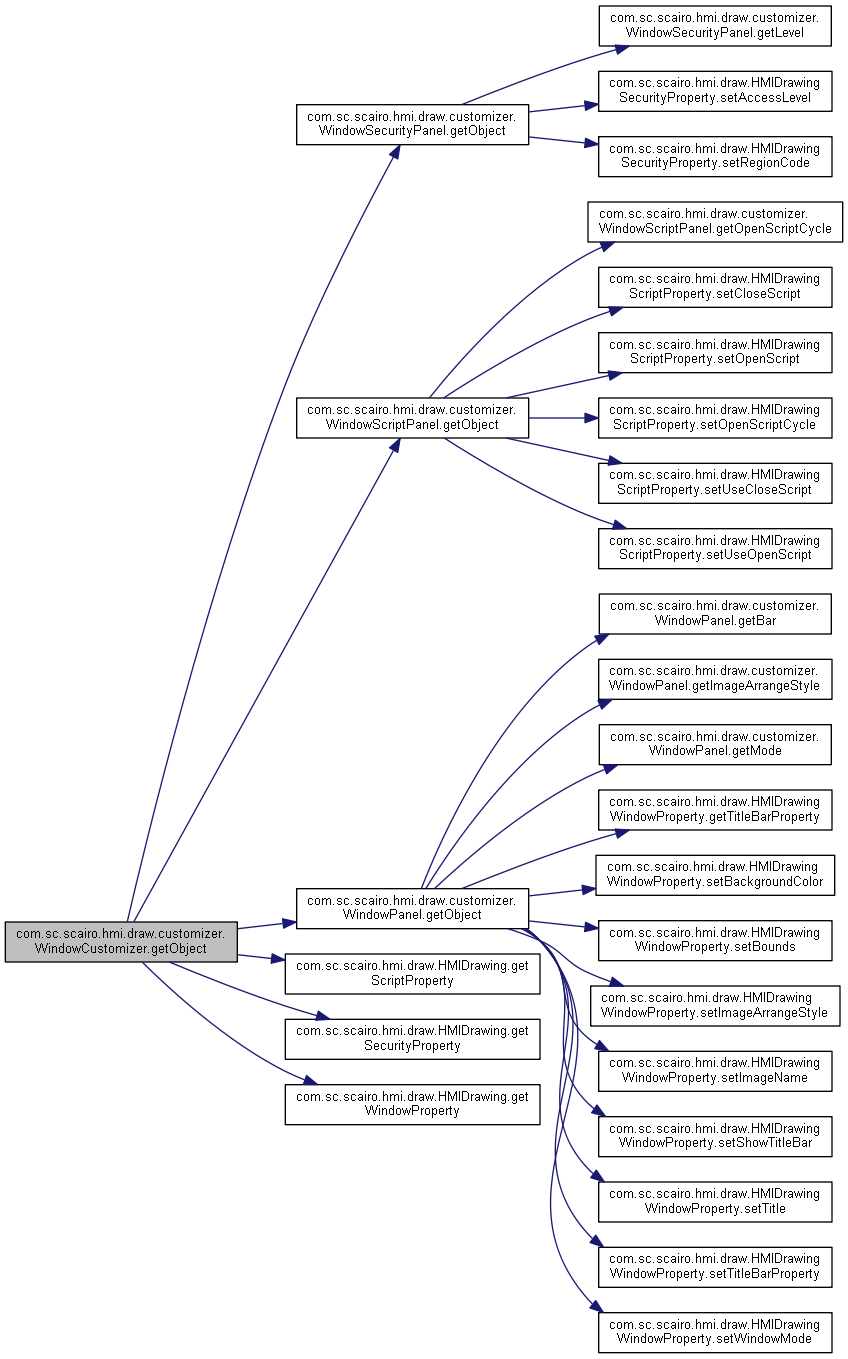 com.sc.scairo.hmi.draw.customizer.
WindowSecurityPanel.getLevel
com.sc.scairo.hmi.draw.HMIDrawing
SecurityProperty.setAccessLevel
com.sc.scairo.hmi.draw.customizer.
WindowSecurityPanel.getObject
com.sc.scairo.hmi.draw.HMIDrawing
SecurityProperty.setRegionCode
com.sc.scairo.hmi.draw.customizer.
WindowScriptPanel.getOpenScriptCycle
com.sc.scairo.hmi.draw.HMIDrawing
ScriptProperty.setCloseScript
com.sc.scairo.hmi.draw.HMIDrawing
ScriptProperty.setOpenScript
com.sc.scairo.hmi.draw.customizer.
WindowScriptPanel.getObject
com.sc.scairo.hmi.draw.HMIDrawing
ScriptProperty.setOpenScriptCycle
com.sc.scairo.hmi.draw.HMIDrawing
ScriptProperty.setUseCloseScript
com.sc.scairo.hmi.draw.HMIDrawing
ScriptProperty.setUseOpenScript
com.sc.scairo.hmi.draw.customizer.
WindowPanel.getBar
com.sc.scairo.hmi.draw.customizer.
WindowPanel.getImageArrangeStyle
com.sc.scairo.hmi.draw.customizer.
WindowPanel.getMode
com.sc.scairo.hmi.draw.HMIDrawing
WindowProperty.getTitleBarProperty
com.sc.scairo.hmi.draw.HMIDrawing
WindowProperty.setBackgroundColor
com.sc.scairo.hmi.draw.customizer.
WindowPanel.getObject
com.sc.scairo.hmi.draw.customizer.
WindowCustomizer.getObject
com.sc.scairo.hmi.draw.HMIDrawing
WindowProperty.setBounds
com.sc.scairo.hmi.draw.HMIDrawing.get
ScriptProperty
com.sc.scairo.hmi.draw.HMIDrawing
WindowProperty.setImageArrangeStyle
com.sc.scairo.hmi.draw.HMIDrawing.get
SecurityProperty
com.sc.scairo.hmi.draw.HMIDrawing
WindowProperty.setImageName
com.sc.scairo.hmi.draw.HMIDrawing.get
WindowProperty
com.sc.scairo.hmi.draw.HMIDrawing
WindowProperty.setShowTitleBar
com.sc.scairo.hmi.draw.HMIDrawing
WindowProperty.setTitle
com.sc.scairo.hmi.draw.HMIDrawing
WindowProperty.setTitleBarProperty
com.sc.scairo.hmi.draw.HMIDrawing
WindowProperty.setWindowMode